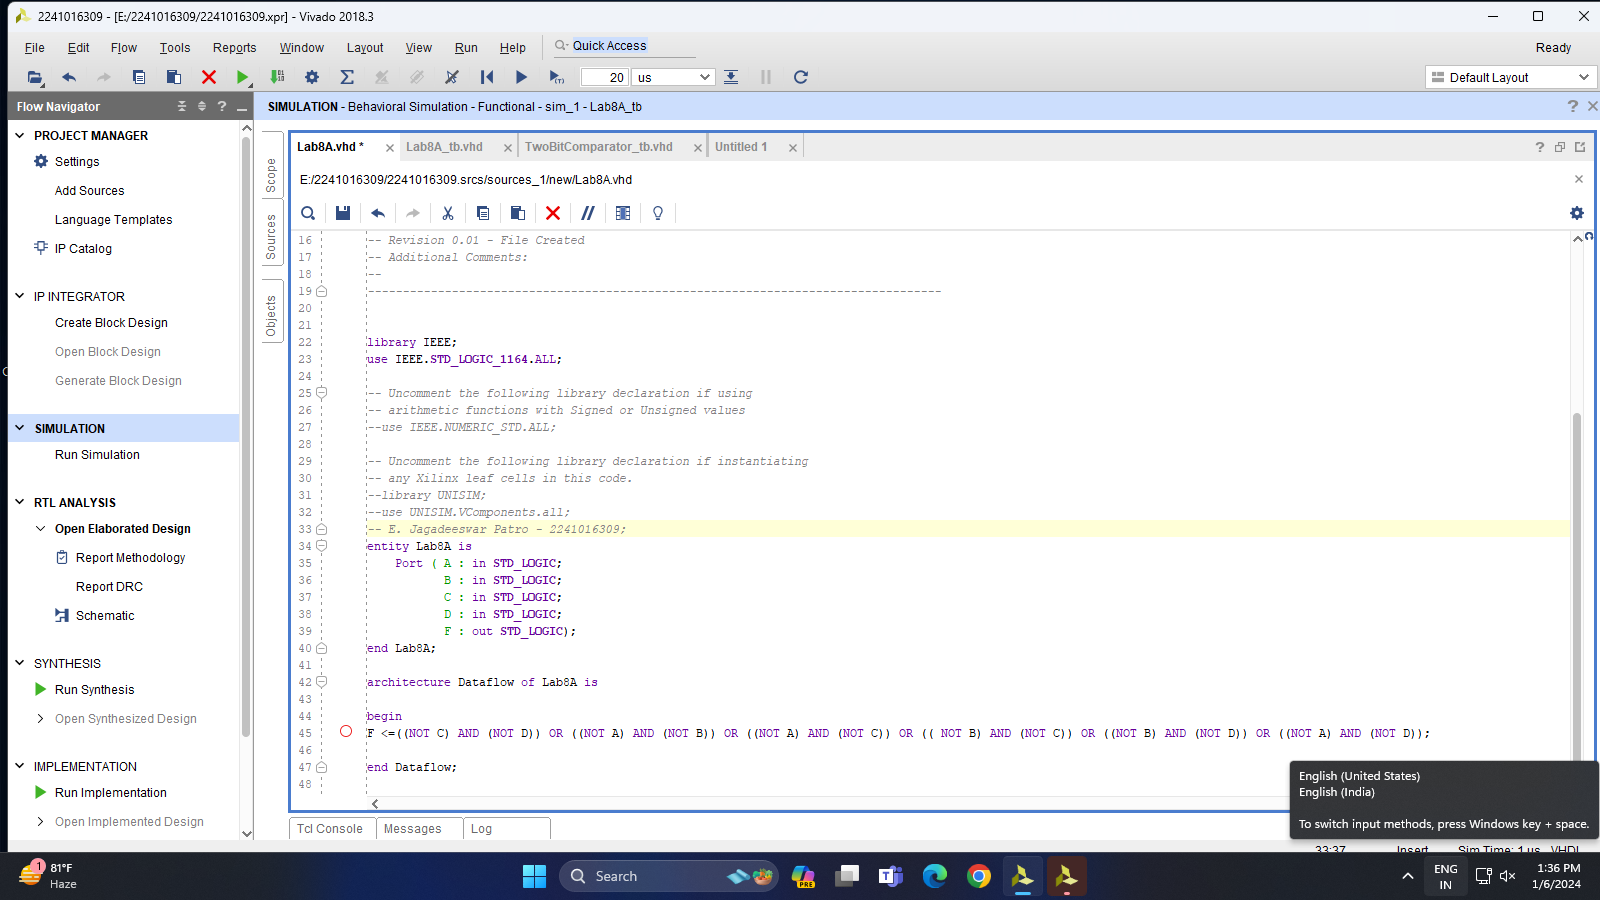 2241016309 - [E:/2241016309/2241016309.xpr] - Vivado 2018.3
File Edit Flow Tools Reports Window Layout View Run Help Quick Access Ready
20 us Default Layout
Flow Navigator
SIMULATION - Behavioral Simulation - Functional - sim_1 - Lab8A_tb
PROJECT MANAGER
Settings
Add Sources
Language Templates
IP Catalog
IP INTEGRATOR
Create Block Design
Open Block Design
Generate Block Design
SIMULATION
Run Simulation
RTL ANALYSIS
Open Elaborated Design
Report Methodology
Report DRC
Schematic
SYNTHESIS
Run Synthesis
Open Synthesized Design
IMPLEMENTATION
Run Implementation
Open Implemented Design
Scope
Sources
Objects
Lab8A.vhd * Lab8A_tb.vhd TwoBitComparator_tb.vhd Untitled 1
E:/2241016309/2241016309.srcs/sources_1/new/Lab8A.vhd
16 -- Revision 0.01 - File Created
17 -- Additional Comments:
18 --
19 ----------------------------------------------------------------------------------
20
21
22 library IEEE;
23 use IEEE.STD_LOGIC_1164.ALL;
24
25 -- Uncomment the following library declaration if using
26 -- arithmetic functions with Signed or Unsigned values
27 --use IEEE.NUMERIC_STD.ALL;
28
29 -- Uncomment the following library declaration if instantiating
30 -- any Xilinx leaf cells in this code.
31 --library UNISIM;
32 --use UNISIM.VComponents.all;
33 -- E. Jagadeeswar Patro - 2241016309;
34 entity Lab8A is
35 Port ( A : in STD_LOGIC;
36 B : in STD_LOGIC;
37 C : in STD_LOGIC;
38 D : in STD_LOGIC;
39 F : out STD_LOGIC);
40 end Lab8A;
41
42 architecture Dataflow of Lab8A is
43
44 begin
45 F <=((NOT C) AND (NOT D)) OR ((NOT A) AND (NOT B)) OR ((NOT A) AND (NOT C)) OR (( NOT B) AND (NOT C)) OR ((NOT B) AND (NOT D)) OR ((NOT A) AND (NOT D));
46
47 end Dataflow;
48
Tcl Console Messages Log
English (United States)
English (India)
To switch input methods, press Windows key + space.
33:37 Insert Sim Time: 1 us VHDL
81°F
Haze
1
Search
PRE
ENG
IN
1:36 PM
1/6/2024